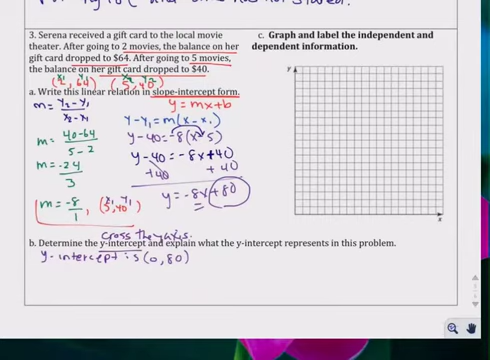 3. Serena received a gift card to the local movie
theater. After going to 2 movies, the balance on her
gift card dropped to $64. After going to 5 movies,
the balance on her gift card dropped to $40.
(2, 64) (5, 40)
x₁ y₁ x₂ y₂
a. Write this linear relation in slope-intercept form.
y = mx + b
m = y₂ - y₁ / x₂ - x₁
y - y₁ = m(x - x₁)
m = 40 - 64 / 5 - 2
y - 40 = -8(x - 5)
m = -24 / 3
y - 40 = -8x + 40
+40 +40
m = -8 / 1 , (5, 40)
x₁ y₁
y = -8x + 80
cross the y axis.
b. Determine the y-intercept and explain what the y-intercept represents in this problem.
y-intercept: s (0, 80)
c. Graph and label the independent and
dependent information.
Y
x